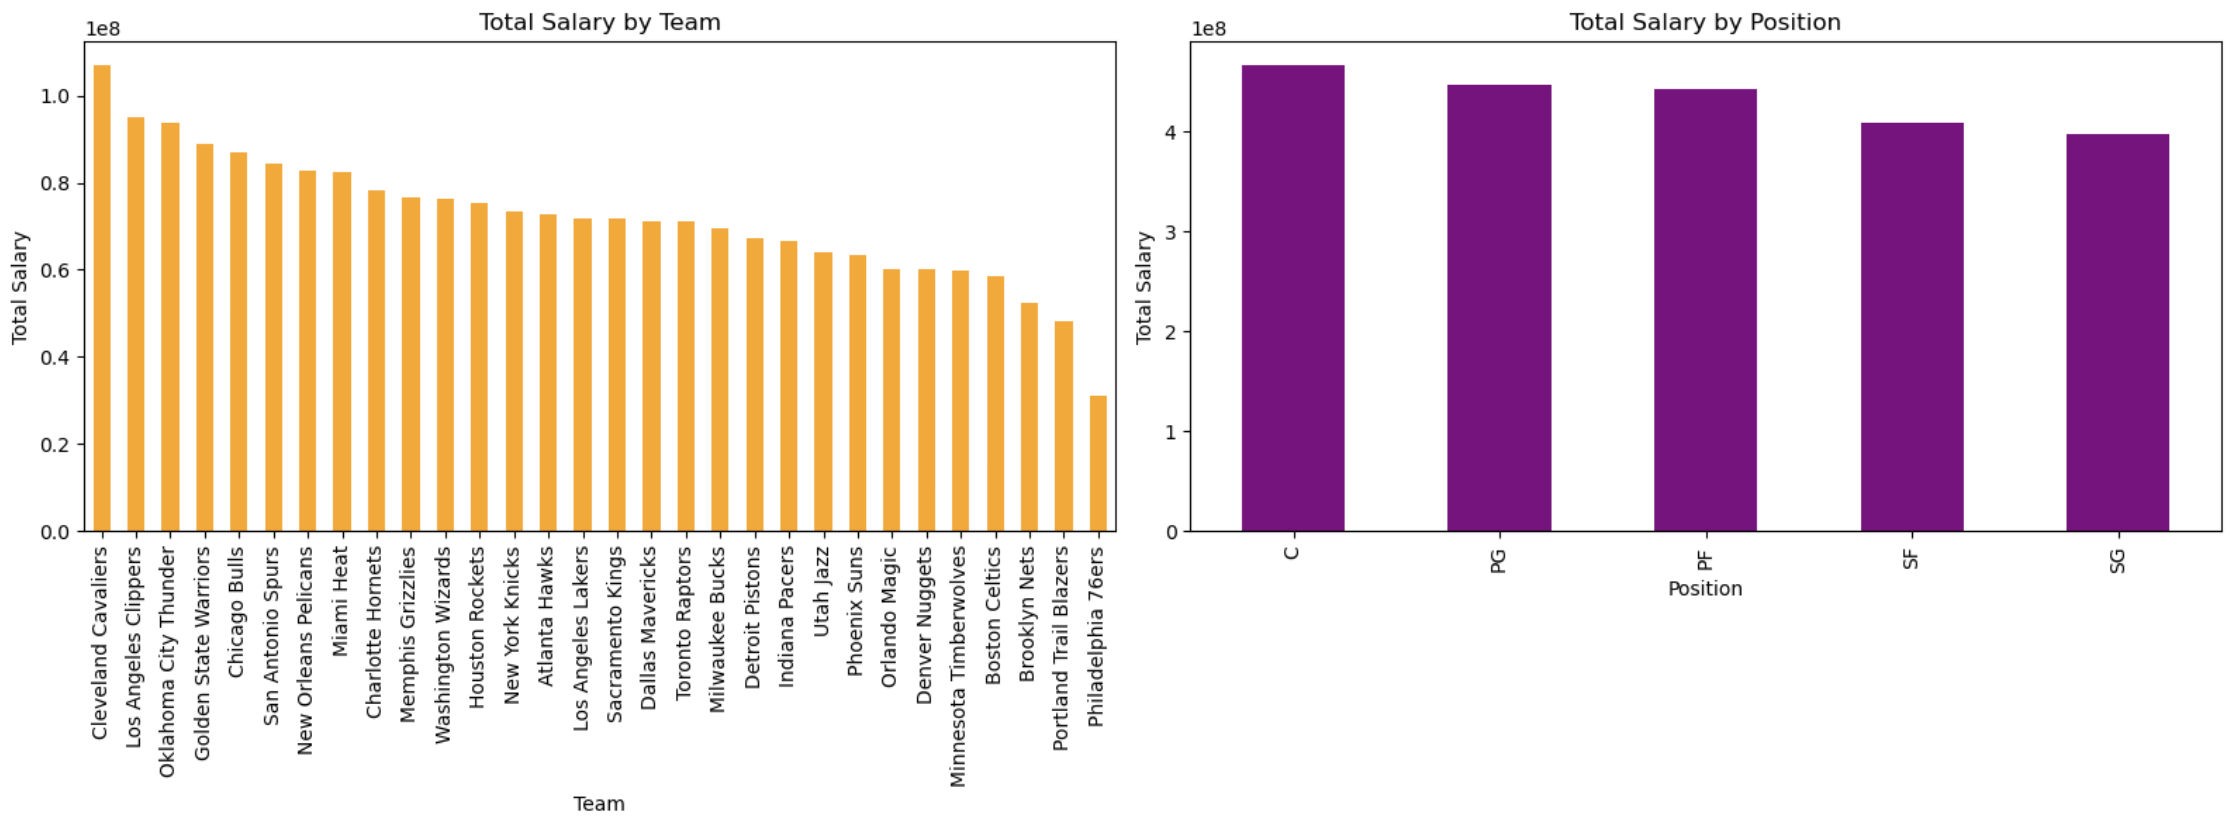 Total Salary by Team
1e8
1.0
0.8
0.6
0.4
0.2
0.0
Total Salary
Cleveland Cavaliers
Los Angeles Clippers
Oklahoma City Thunder
Golden State Warriors
Chicago Bulls
San Antonio Spurs
New Orleans Pelicans
Miami Heat
Charlotte Hornets
Memphis Grizzlies
Washington Wizards
Houston Rockets
New York Knicks
Atlanta Hawks
Los Angeles Lakers
Sacramento Kings
Dallas Mavericks
Toronto Raptors
Milwaukee Bucks
Detroit Pistons
Indiana Pacers
Utah Jazz
Phoenix Suns
Orlando Magic
Denver Nuggets
Minnesota Timberwolves
Boston Celtics
Brooklyn Nets
Portland Trail Blazers
Philadelphia 76ers
Team
Total Salary by Position
1e8
4
3
2
1
0
Total Salary
C
PG
PF
SF
SG
Position